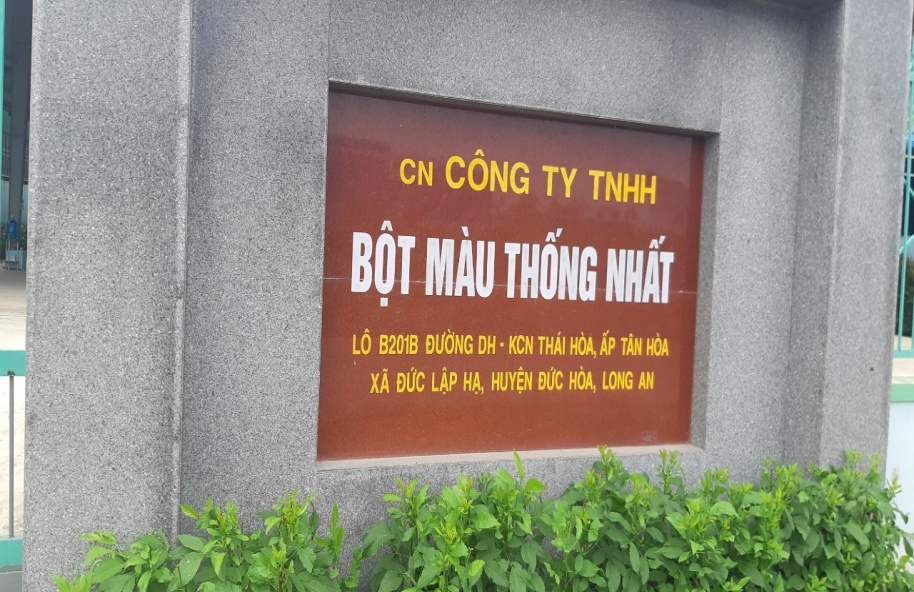 CN CÔNG TY TNHH
BỘT MÀU THỐNG NHẤT
LÔ B201B ĐƯỜNG DH - KCN THÁI HÒA, ẤP TÂN HÒA
XÃ ĐỨC LẬP HẠ, HUYỆN ĐỨC HÒA, LONG AN